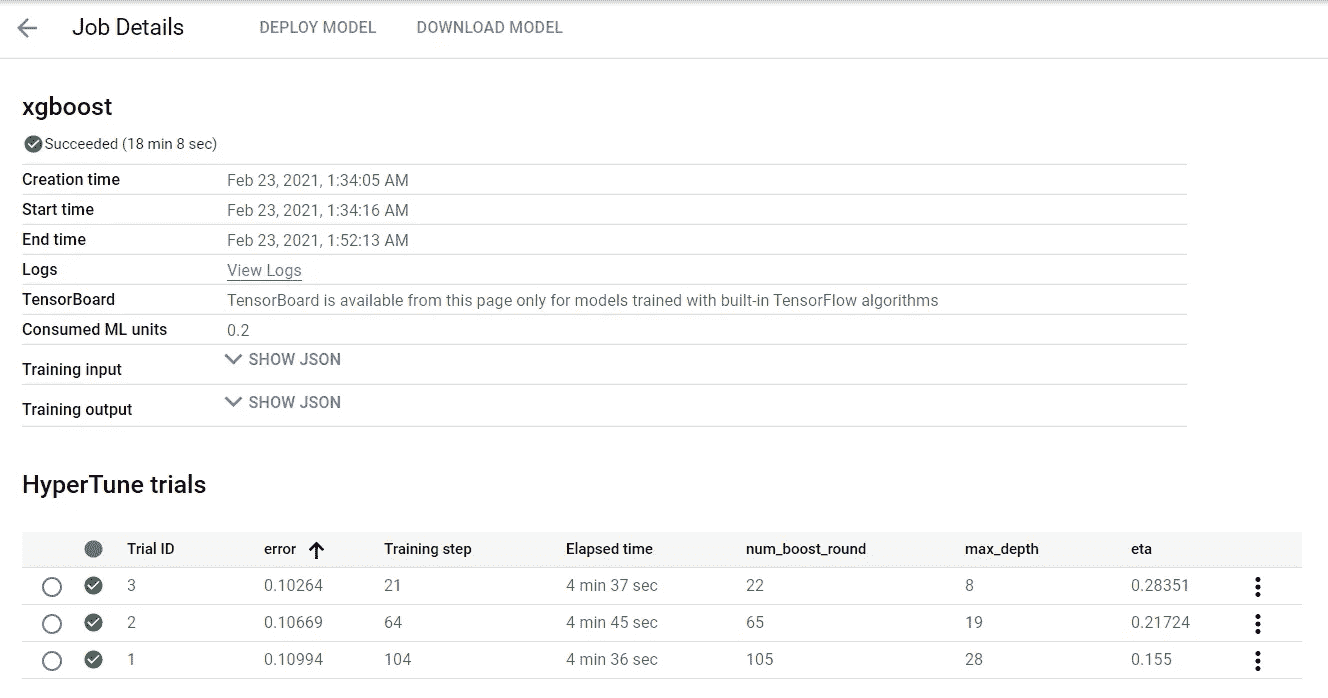 Job Details DEPLOY MODEL DOWNLOAD MODEL
xgboost
Succeeded (18 min 8 sec)
Creation time Feb 23, 2021, 1:34:05 AM
Start time Feb 23, 2021, 1:34:16 AM
End time Feb 23, 2021, 1:52:13 AM
Logs View Logs
TensorBoard TensorBoard is available from this page only for models trained with built-in TensorFlow algorithms
Consumed ML units 0.2
Training input SHOW JSON
Training output SHOW JSON
HyperTune trials
Trial ID error Training step Elapsed time num_boost_round max_depth eta
3 0.10264 21 4 min 37 sec 22 8 0.28351
2 0.10669 64 4 min 45 sec 65 19 0.21724
1 0.10994 104 4 min 36 sec 105 28 0.155